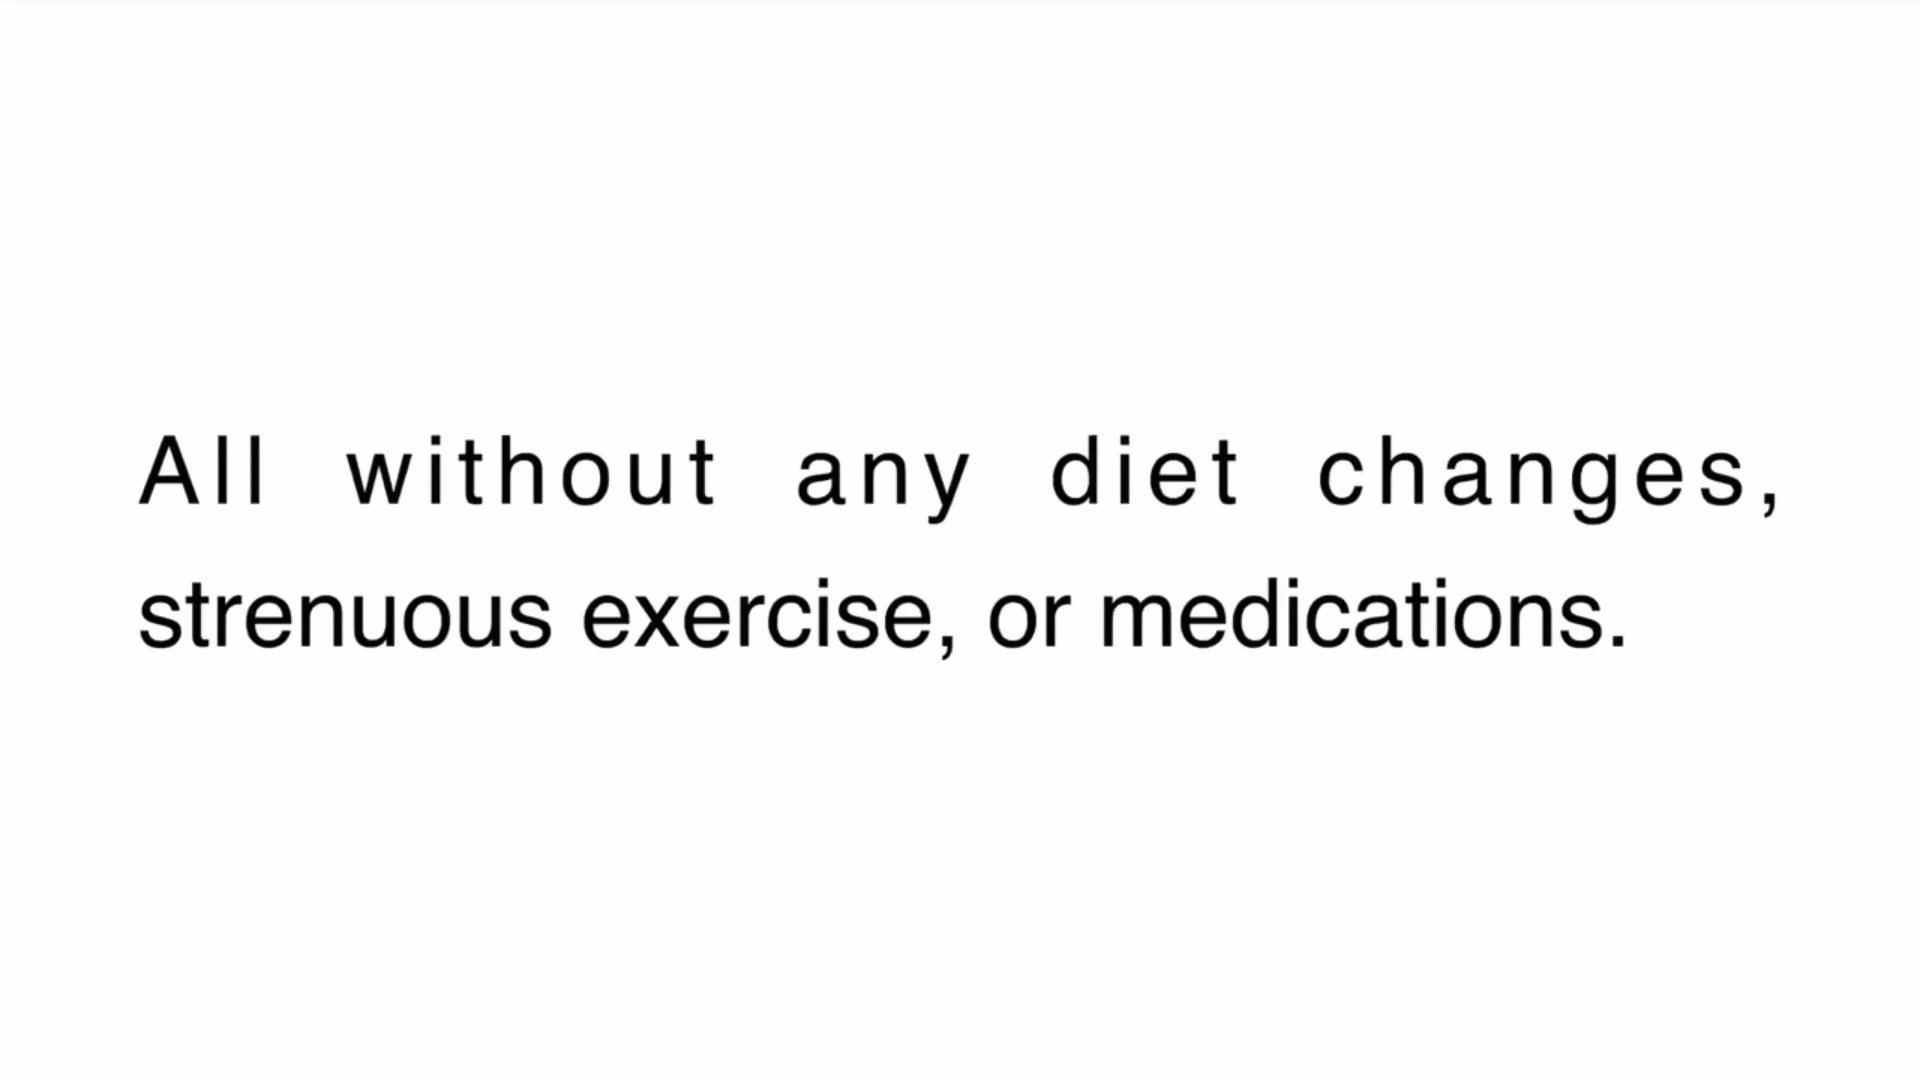 All without any diet changes,
strenuous exercise, or medications.